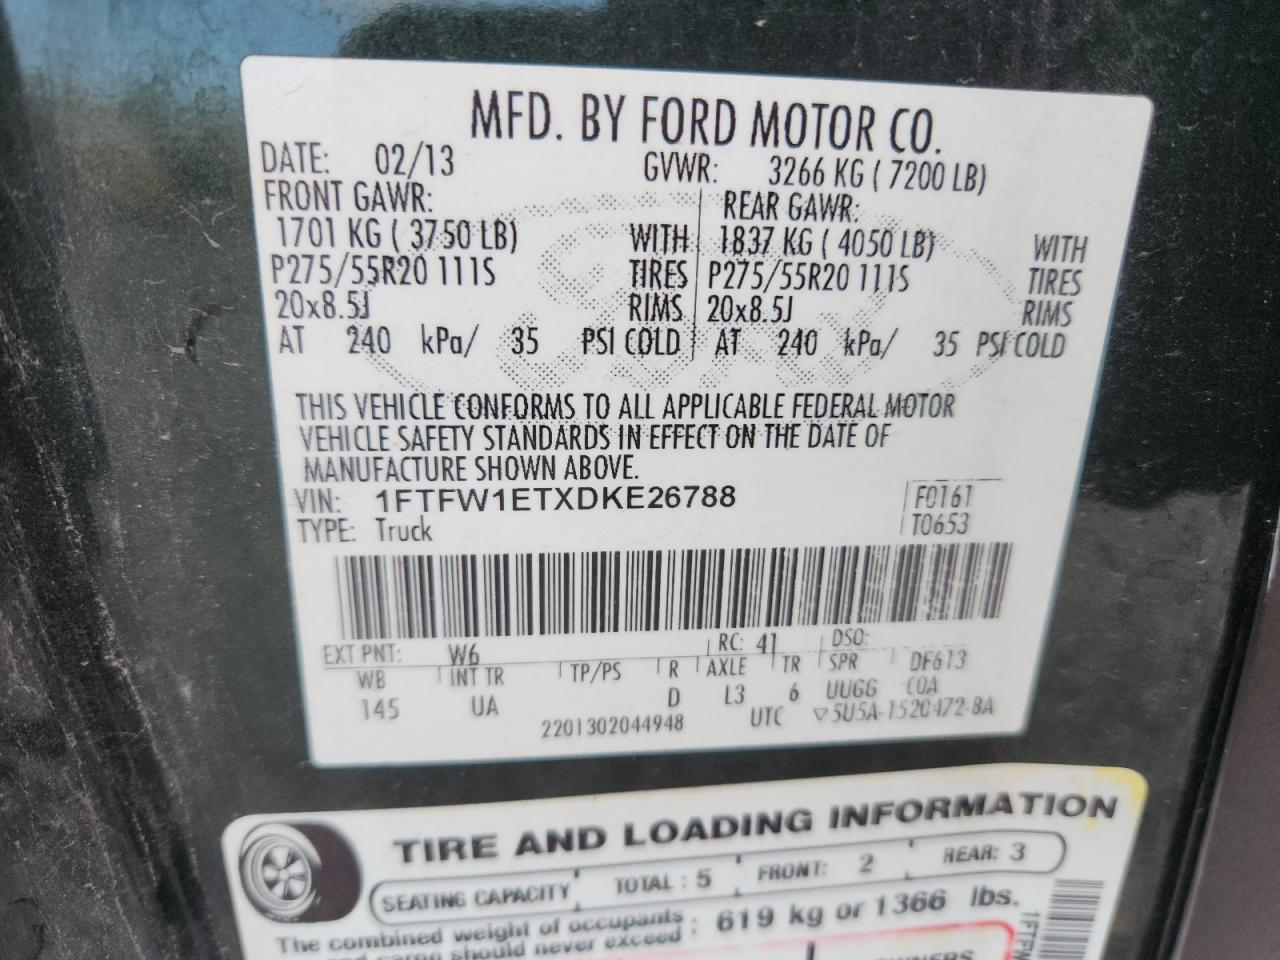 MFD. BY FORD MOTOR CO.
DATE: 02/13 GVWR: 3266 KG ( 7200 LB)
FRONT GAWR: REAR GAWR:
1701 KG ( 3750 LB) WITH 1837 KG ( 4050 LB) WITH
P275/55R20 111S TIRES P275/55R20 111S TIRES
20x8.5J RIMS 20x8.5J RIMS
AT 240 kPa/ 35 PSI COLD AT 240 kPa/ 35 PSI COLD
THIS VEHICLE CONFORMS TO ALL APPLICABLE FEDERAL MOTOR
VEHICLE SAFETY STANDARDS IN EFFECT ON THE DATE OF
MANUFACTURE SHOWN ABOVE.
VIN: 1FTFW1ETXDKE26788 F0161
TYPE: Truck T0653
EXT PNT: W6 RC: 41 DSO:
WB INT TR TP/PS R AXLE TR SPR DF613
145 UA D L3 6 UUGG COA
2201302044948 UTC ▽5U5A-1520472-BA
TIRE AND LOADING INFORMATION
SEATING CAPACITY TOTAL : 5 FRONT: 2 REAR: 3
The combined weight of occupants
and cargo should never exceed : 619 kg or 1366 lbs.